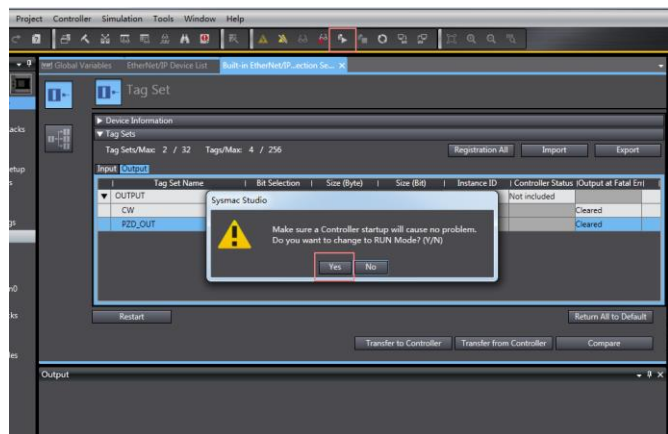 Project Controller Simulation Tools Window Help
Global Variables EtherNet/IP Device List Built-in EtherNet/IP...ection Se... X
Tag Set
Device Information
Tag Sets
Tag Sets/Max: 2 / 32 Tags/Max: 4 / 256 Registration All Import Export
Input Output
Tag Set Name | Bit Selection | Size (Byte) | Size (Bit) | Instance ID | Controller Status |Output at Fatal Err|
OUTPUT Not included
CW Cleared
PZD_OUT Cleared
Sysmac Studio
Make sure a Controller startup will cause no problem.
Do you want to change to RUN Mode? (Y/N)
Yes No
Restart Return All to Default
Transfer to Controller Transfer from Controller Compare
Output